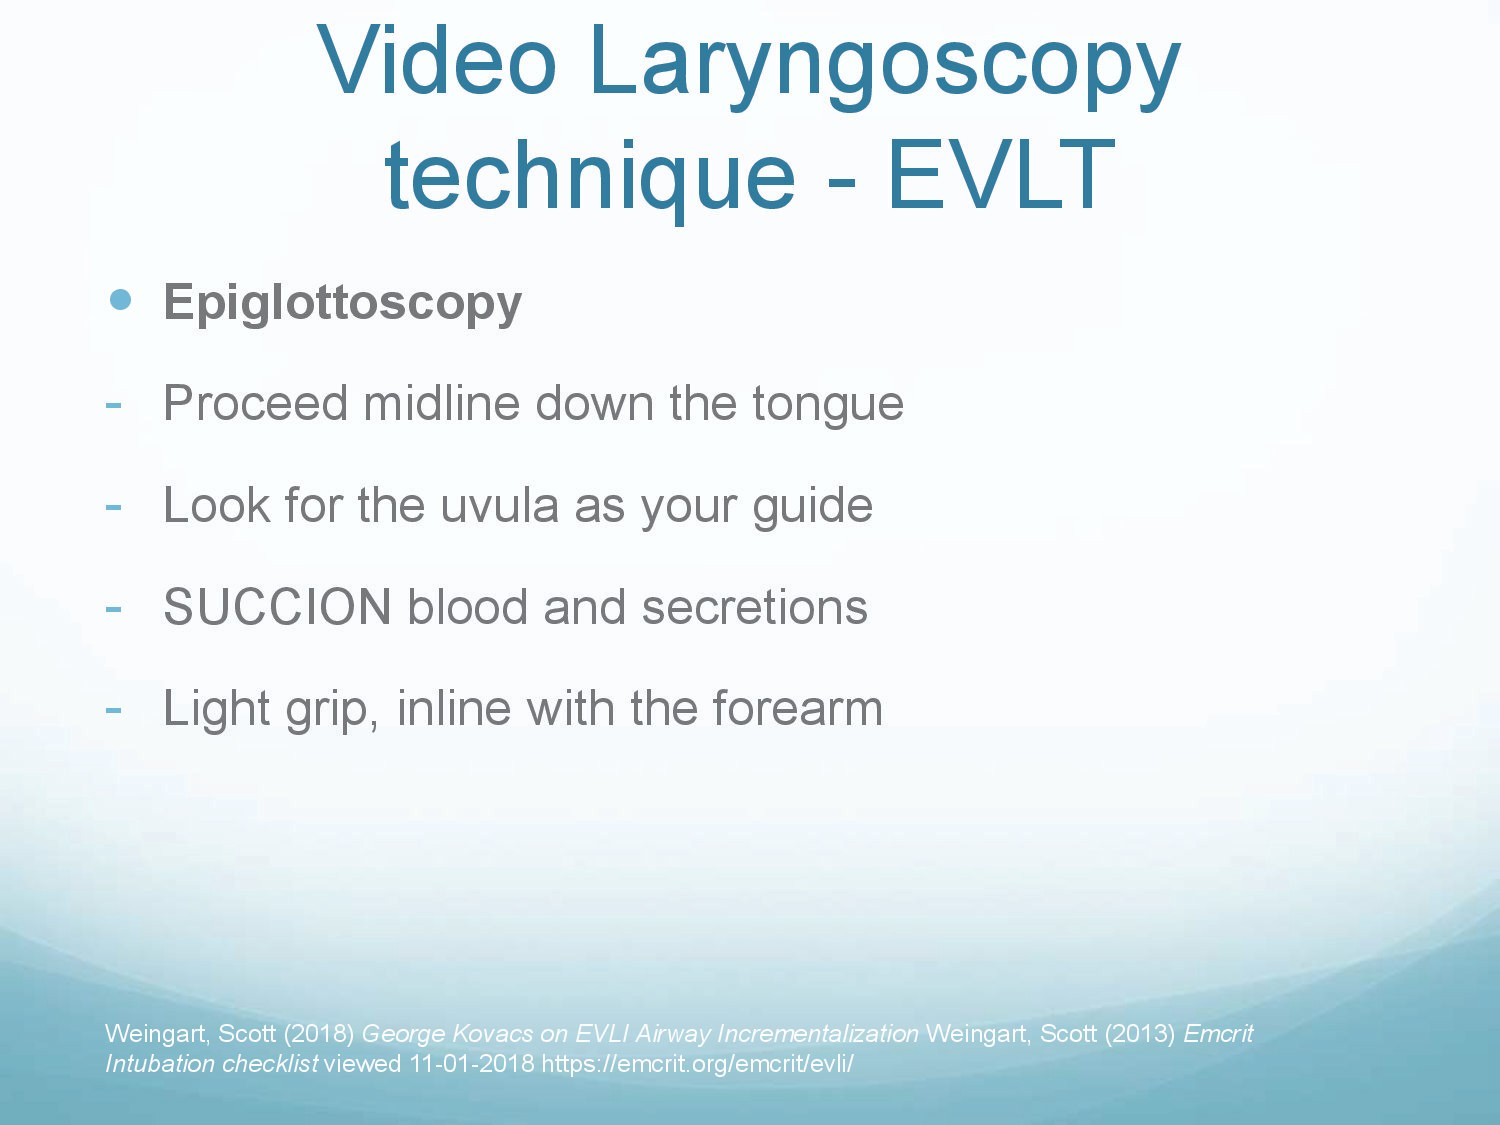 Video Laryngoscopy
technique - EVLT
• Epiglottoscopy
- Proceed midline down the tongue
- Look for the uvula as your guide
- SUCCION blood and secretions
- Light grip, inline with the forearm
Weingart, Scott (2018) George Kovacs on EVLI Airway Incrementalization Weingart, Scott (2013) Emcrit
Intubation checklist viewed 11-01-2018 https://emcrit.org/emcrit/evli/